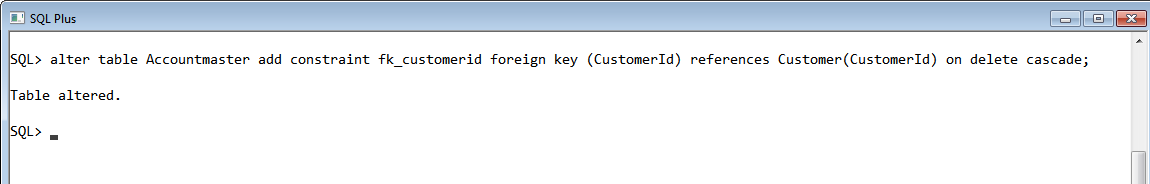 SQL Plus
SQL> alter table Accountmaster add constraint fk_customerid foreign key (CustomerId) references Customer(CustomerId) on delete cascade;
Table altered.
SQL>